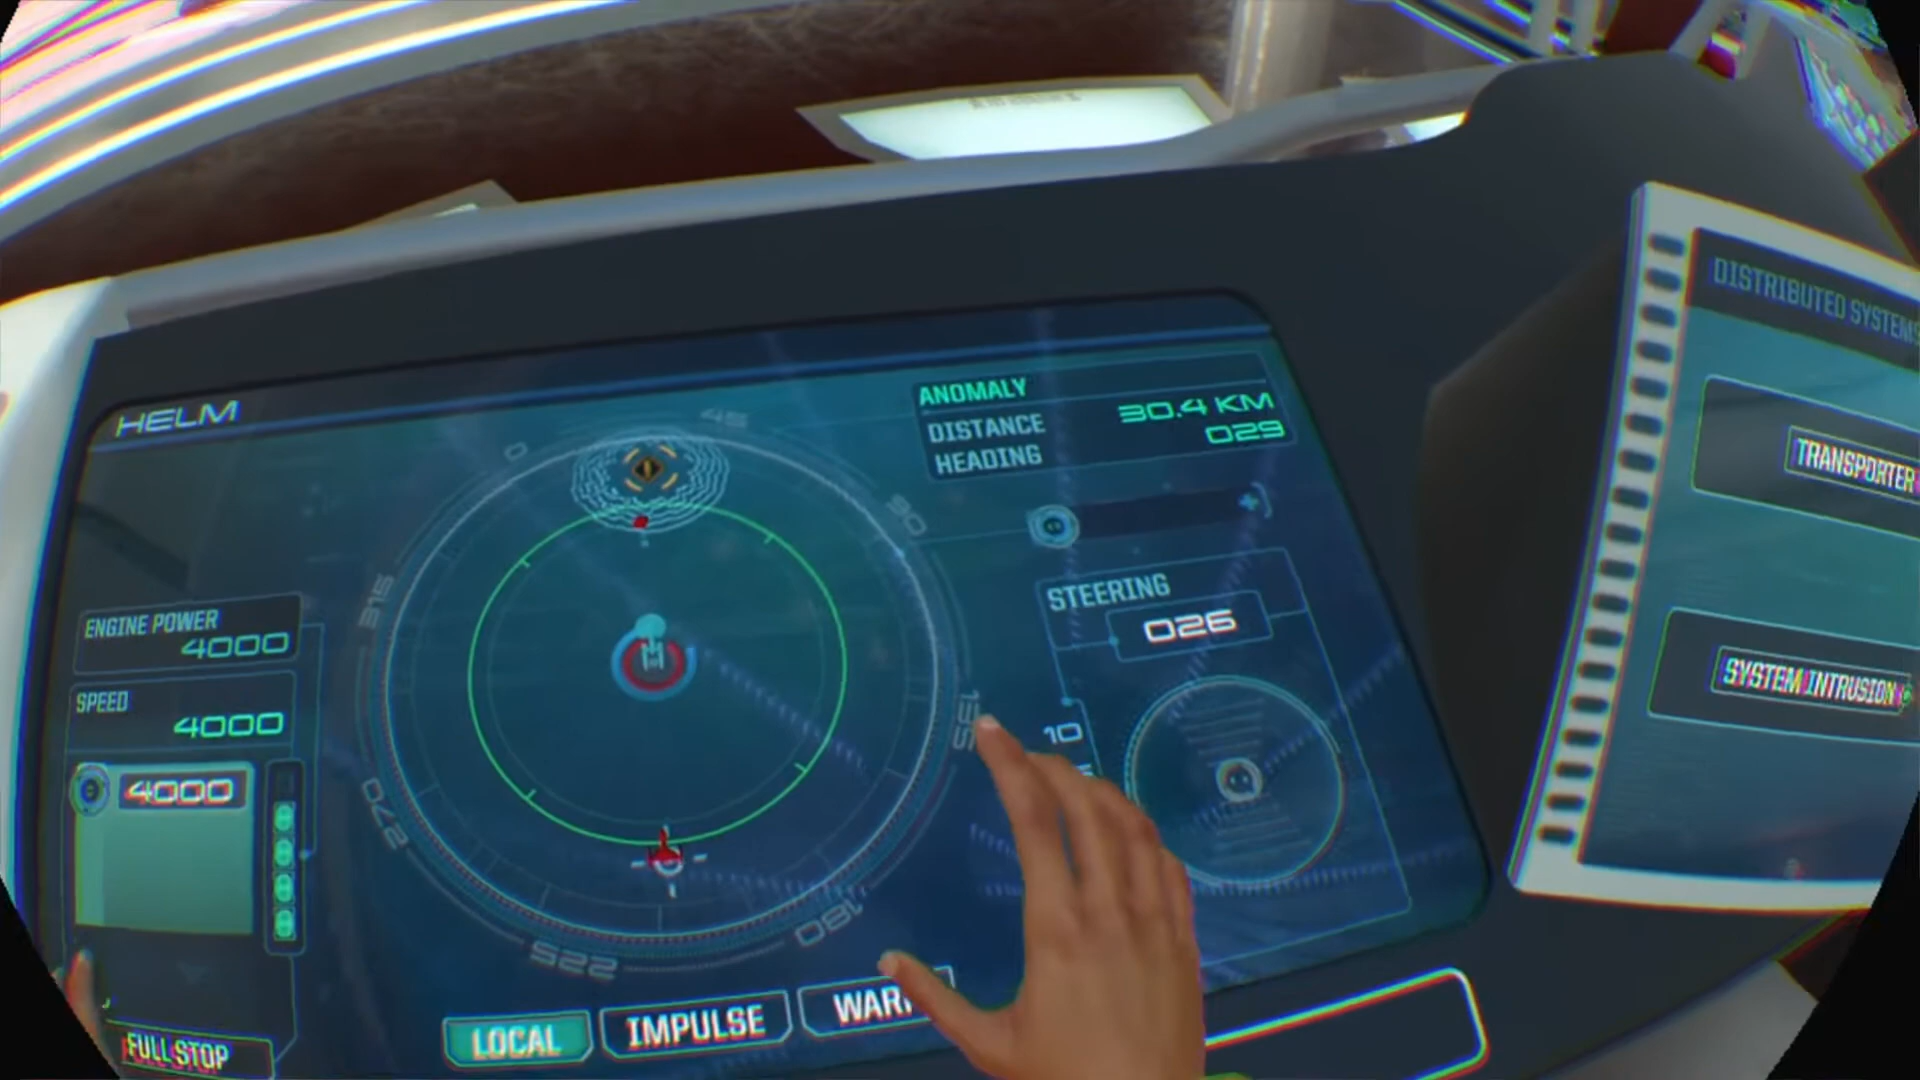 HELM
0
45
90
135
180
225
270
315
ANOMALY
DISTANCE 30.4 KM
HEADING 029
STEERING
026
10
ENGINE POWER
4000
SPEED
4000
4000
FULL STOP
LOCAL
IMPULSE
WARP
DISTRIBUTED SYSTEMS
TRANSPORTER
SYSTEM INTRUSION